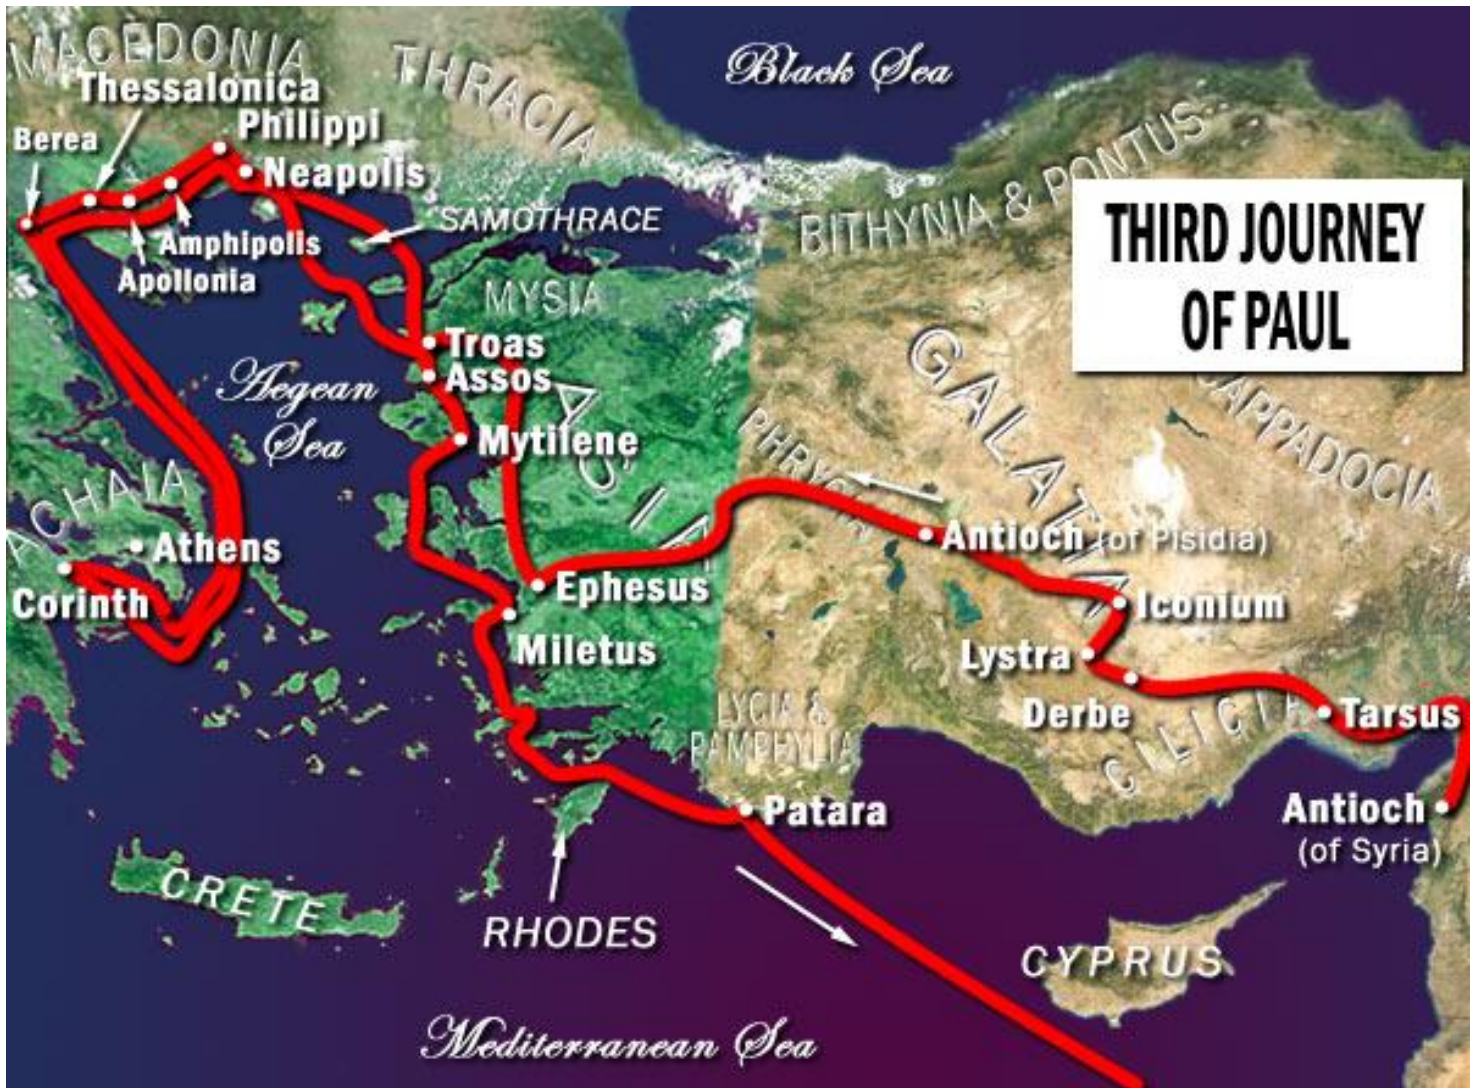 MACEDONIA
THRACIA
Black Sea
Thessalonica
Philippi
Berea
Neapolis
BITHYNIA & PONTUS
THIRD JOURNEY
OF PAUL
SAMOTHRACE
Amphipolis
Apollonia
MYSIA
Troas
Assos
Aegean
Sea
GALATIA
CAPPADOCIA
ASIA
Mytilene
PHRYGIA
ACHAIA
Athens
Antioch (of Pisidia)
Corinth
Ephesus
Iconium
Miletus
Lystra
Derbe
LYCIA &
PAMPHYLIA
CILICIA
Tarsus
Patara
Antioch
(of Syria)
CRETE
RHODES
CYPRUS
Mediterranean Sea